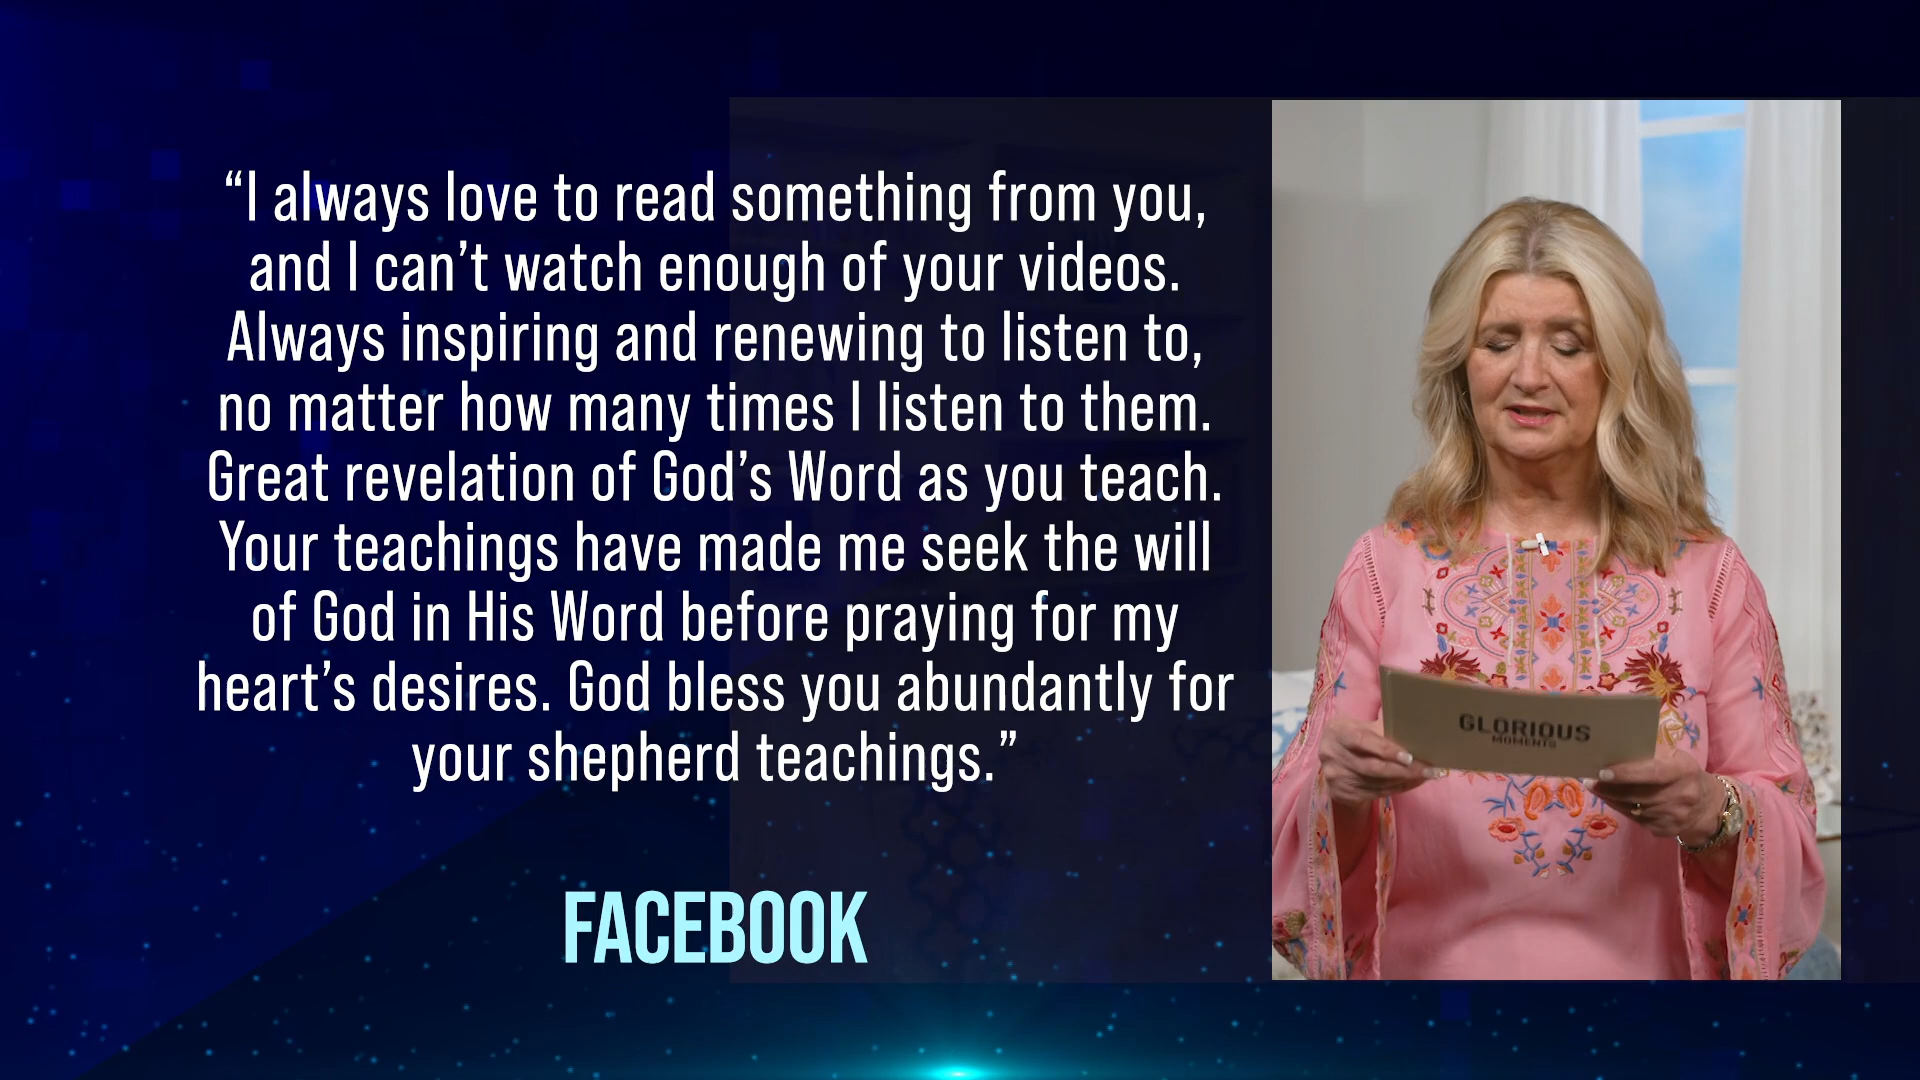 “I always love to read something from you,
and I can’t watch enough of your videos.
Always inspiring and renewing to listen to,
no matter how many times I listen to them.
Great revelation of God’s Word as you teach.
Your teachings have made me seek the will
of God in His Word before praying for my
heart’s desires. God bless you abundantly for
your shepherd teachings.”
FACEBOOK
GLORIOUS
MOMENTS